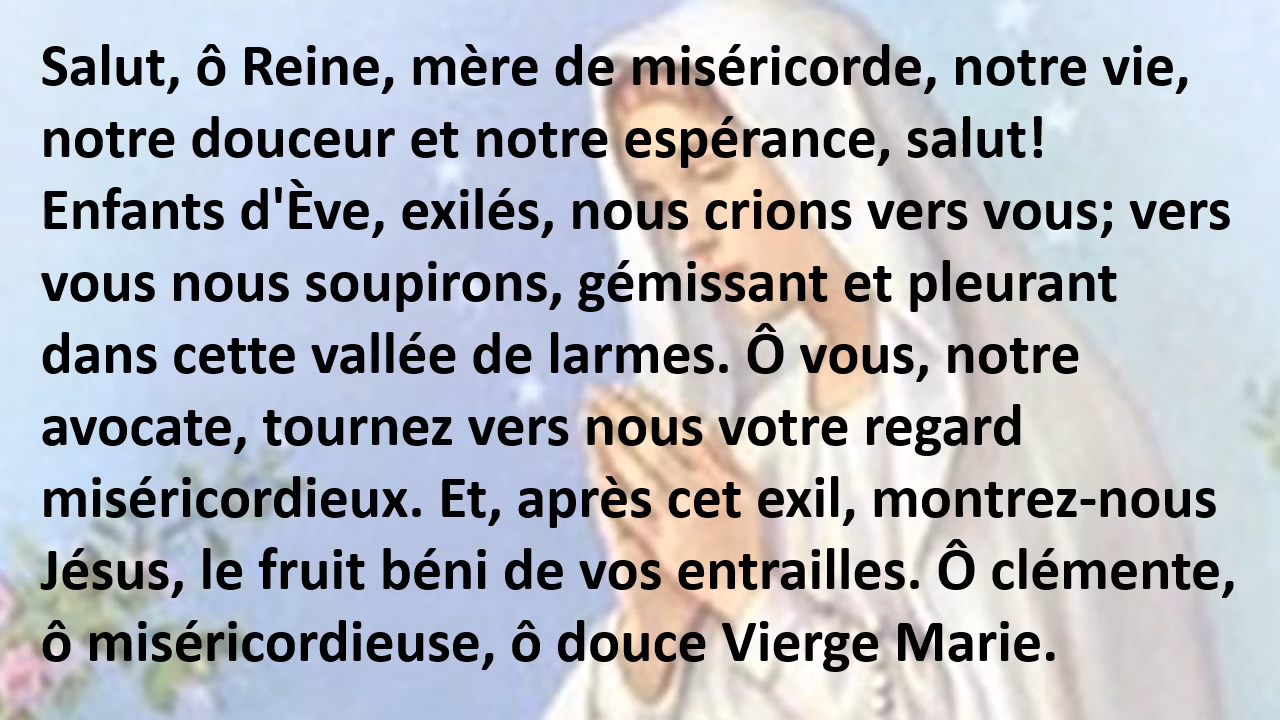 Salut, ô Reine, mère de miséricorde, notre vie,
notre douceur et notre espérance, salut!
Enfants d'Ève, exilés, nous crions vers vous; vers
vous nous soupirons, gémissant et pleurant
dans cette vallée de larmes. Ô vous, notre
avocate, tournez vers nous votre regard
miséricordieux. Et, après cet exil, montrez-nous
Jésus, le fruit béni de vos entrailles. Ô clémente,
ô miséricordieuse, ô douce Vierge Marie.